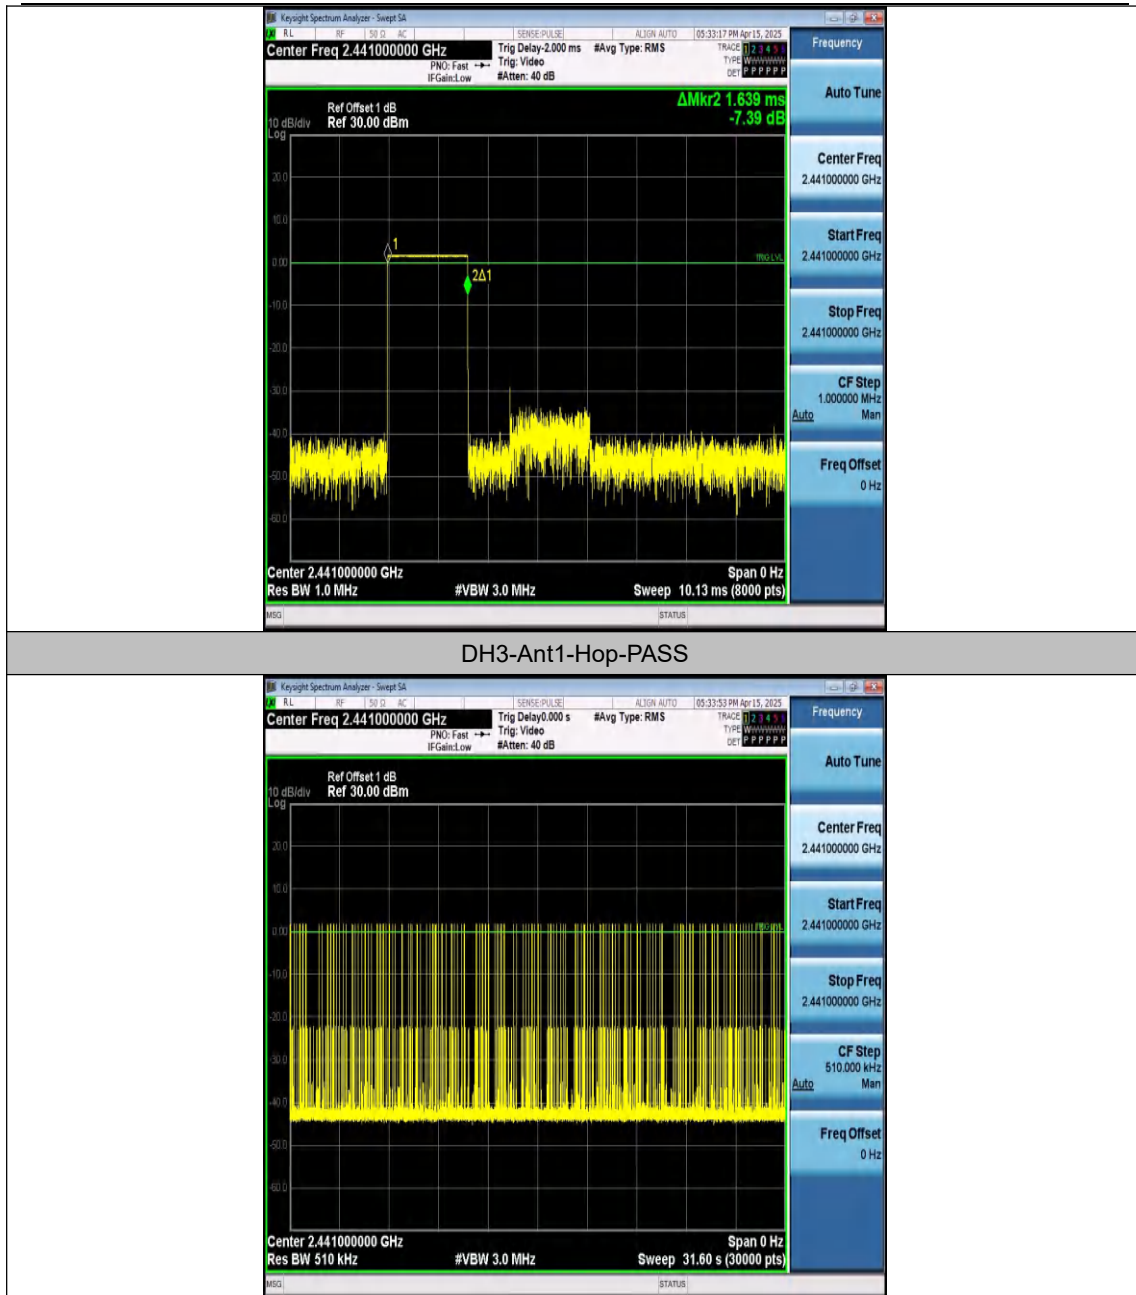 Keysight Spectrum Analyzer - Swept SA
RL RF 50 Ω AC SENSE:PULSE ALIGN AUTO 05:33:17 PM Apr 15, 2025
Center Freq 2.441000000 GHz
PNO: Fast
IFGain:Low
Trig Delay-2.000 ms
Trig: Video
#Atten: 40 dB
#Avg Type: RMS
TRACE 1 2 3 4 5 6
TYPE WWWWWW
DET P P P P P P
Frequency
Auto Tune
Center Freq
2.441000000 GHz
Start Freq
2.441000000 GHz
Stop Freq
2.441000000 GHz
CF Step
1.000000 MHz
Auto Man
Freq Offset
0 Hz
ΔMkr2 1.639 ms
-7.39 dB
Ref Offset 1 dB
10 dB/div Ref 30.00 dBm
Log
20.0
10.0
0.00
-10.0
-20.0
-30.0
-40.0
-50.0
-60.0
1
2Δ1
TRIG LVL
Center 2.441000000 GHz Span 0 Hz
Res BW 1.0 MHz #VBW 3.0 MHz Sweep 10.13 ms (8000 pts)
MSG STATUS
DH3-Ant1-Hop-PASS
Keysight Spectrum Analyzer - Swept SA
RL RF 50 Ω AC SENSE:PULSE ALIGN AUTO 05:33:53 PM Apr 15, 2025
Center Freq 2.441000000 GHz
PNO: Fast
IFGain:Low
Trig Delay0.000 s
Trig: Video
#Atten: 40 dB
#Avg Type: RMS
TRACE 1 2 3 4 5 6
TYPE WWWWWW
DET P P P P P P
Frequency
Auto Tune
Center Freq
2.441000000 GHz
Start Freq
2.441000000 GHz
Stop Freq
2.441000000 GHz
CF Step
510.000 kHz
Auto Man
Freq Offset
0 Hz
Ref Offset 1 dB
10 dB/div Ref 30.00 dBm
Log
20.0
10.0
0.00
-10.0
-20.0
-30.0
-40.0
-50.0
-60.0
TRIG LVL
Center 2.441000000 GHz Span 0 Hz
Res BW 510 kHz #VBW 3.0 MHz Sweep 31.60 s (30000 pts)
MSG STATUS